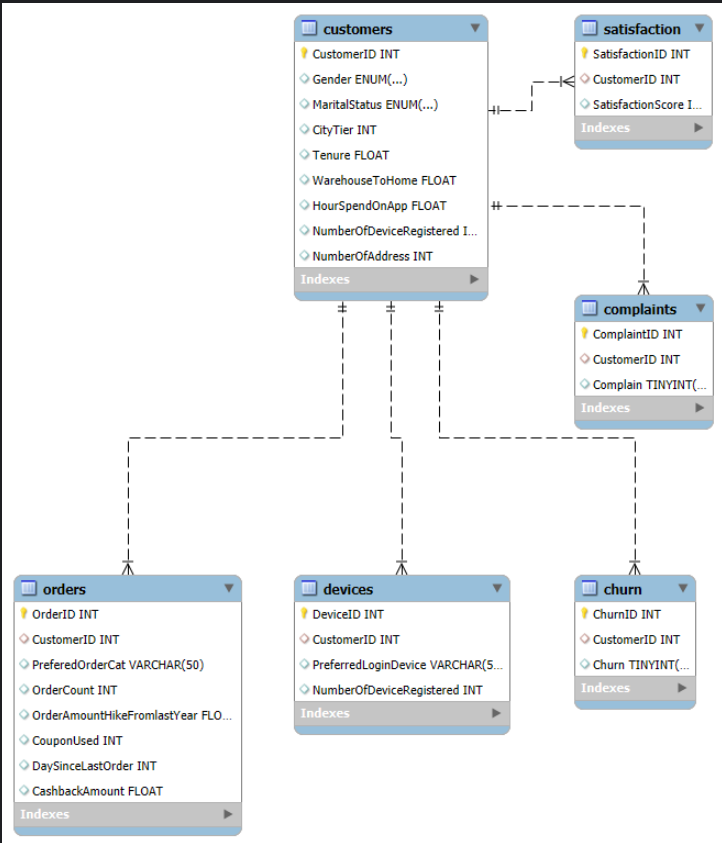 customers
CustomerID INT
Gender ENUM(...)
MaritalStatus ENUM(...)
CityTier INT
Tenure FLOAT
WarehouseToHome FLOAT
HourSpendOnApp FLOAT
NumberOfDeviceRegistered I...
NumberOfAddress INT
Indexes
satisfaction
SatisfactionID INT
CustomerID INT
SatisfactionScore I...
Indexes
complaints
ComplaintID INT
CustomerID INT
Complain TINYINT(...
Indexes
orders
OrderID INT
CustomerID INT
PreferedOrderCat VARCHAR(50)
OrderCount INT
OrderAmountHikeFromlastYear FLO...
CouponUsed INT
DaySinceLastOrder INT
CashbackAmount FLOAT
Indexes
devices
DeviceID INT
CustomerID INT
PreferredLoginDevice VARCHAR(5...
NumberOfDeviceRegistered INT
Indexes
churn
ChurnID INT
CustomerID INT
Churn TINYINT(...
Indexes